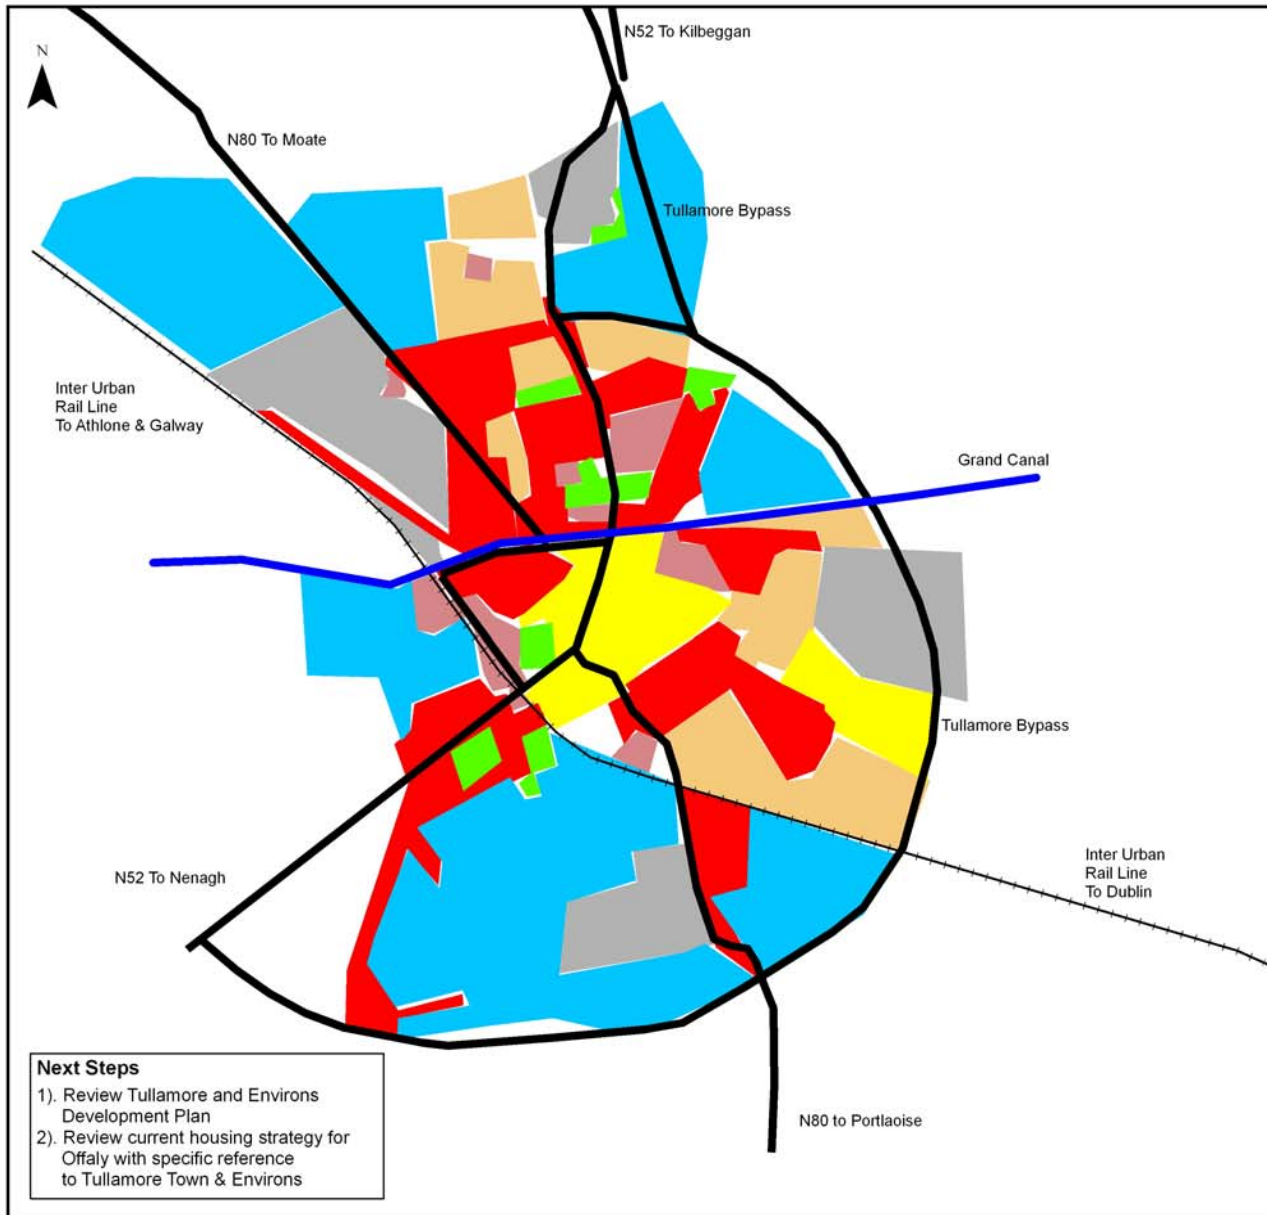 N52 To Kilbeggan
N
N80 To Moate
Tullamore Bypass
Inter Urban
Rail Line
To Athlone & Galway
Grand Canal
Tullamore Bypass
Inter Urban
Rail Line
To Dublin
N52 To Nenagh
Next Steps
1). Review Tullamore and Environs
Development Plan
2). Review current housing strategy for
Offaly with specific reference
to Tullamore Town & Environs
N80 to Portlaoise